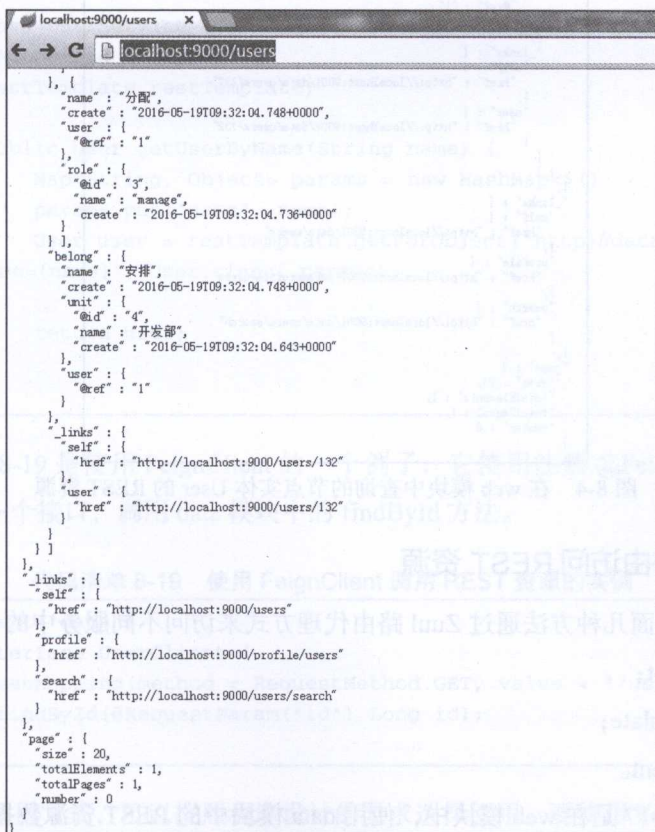 localhost:9000/users
localhost:9000/users
}, {
"name" : "分配",
"create" : "2016-05-19T09:32:04.748+0000",
"user" : {
"@ref" : "1"
},
"role" : {
"@id" : "3",
"name" : "manage",
"create" : "2016-05-19T09:32:04.736+0000"
}
"belong" : {
"name" : "安排",
"create" : "2016-05-19T09:32:04.748+0000",
"unit" : {
"@id" : "4",
"name" : "开发部",
"create" : "2016-05-19T09:32:04.643+0000"
},
"user" : {
"@ref" : "1"
}
},
"_links" : {
"self" : {
"href" : "http://localhost:9000/users/132"
},
"user" : {
"href" : "http://localhost:9000/users/132"
}
}
} ]
},
"_links" : {
"self" : {
"href" : "http://localhost:9000/users"
},
"profile" : {
"href" : "http://localhost:9000/profile/users"
},
"search" : {
"href" : "http://localhost:9000/users/search"
}
},
"page" : {
"size" : 20,
"totalElements" : 1,
"totalPages" : 1,
"number" : 0
}
}